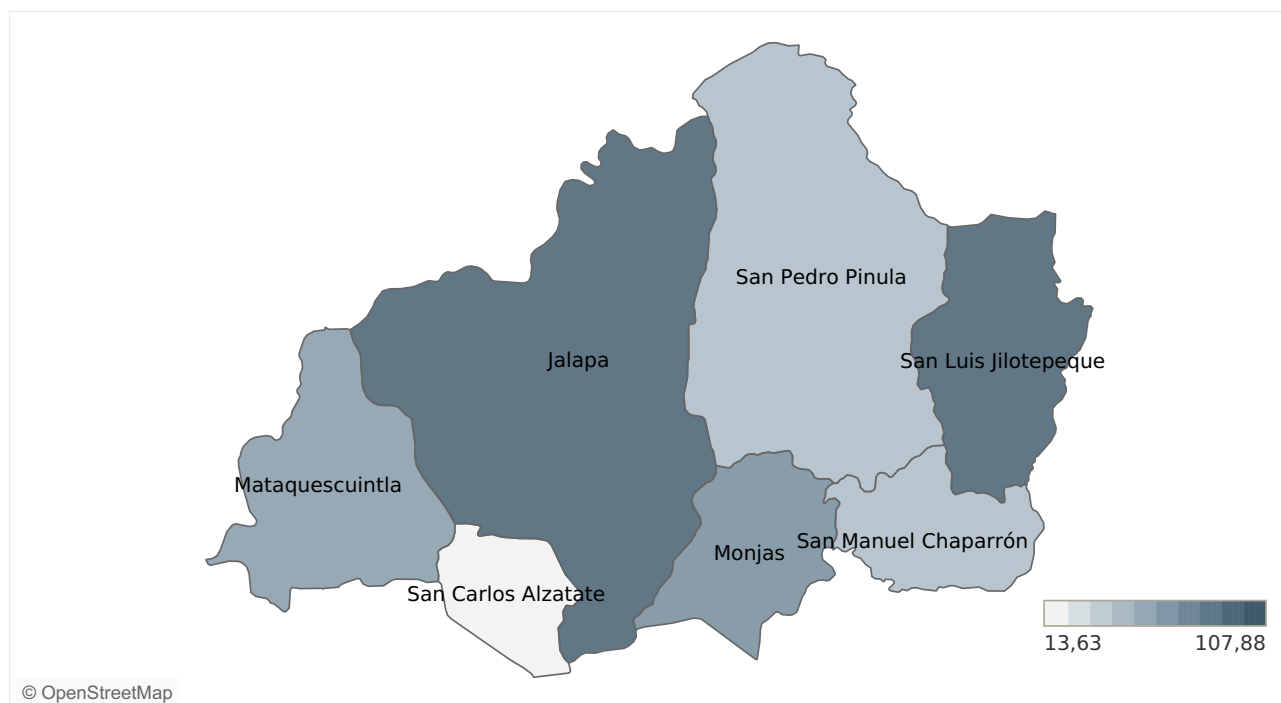 San Pedro Pinula
Jalapa
San Luis Jilotepeque
Mataquescuintla
San Manuel Chaparrón
Monjas
San Carlos Alzatate
13,63
107,88
© OpenStreetMap